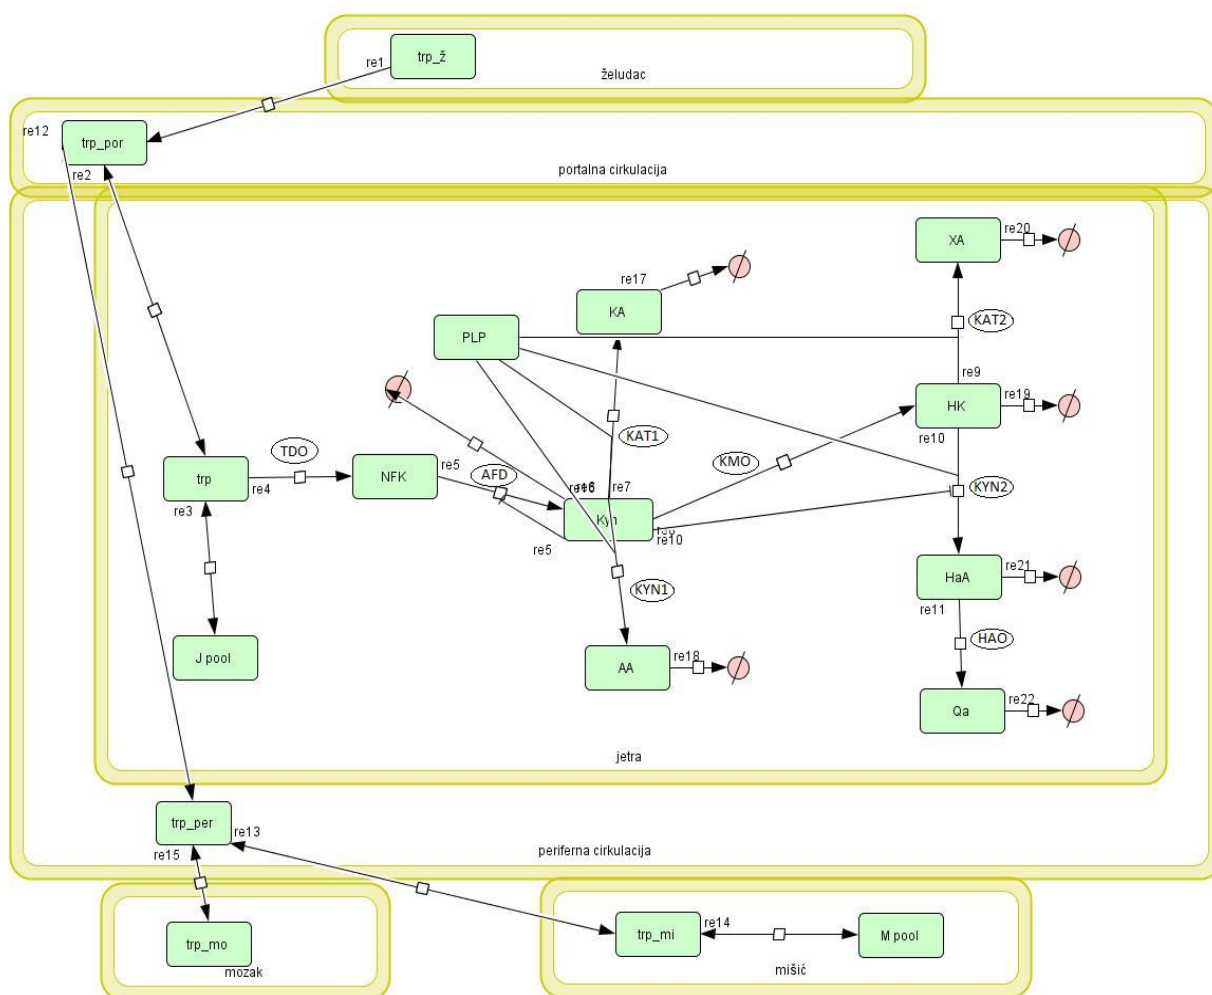 trp_ž
re1
želudac
re12
trp_por
re2
portalna cirkulacija
XA
re20
re17
KA
PLP
KAT2
re9
HK
re19
re10
KAT1
TDO
KMO
trp
re4
re3
NFK
re5
AFD
re6
re7
Kyn
re10
re5
KYN2
KYN1
HaA
re21
re11
HAO
J pool
AA
re18
Qa
re22
jetra
trp_per
re13
re15
periferna cirkulacija
trp_mo
mozak
trp_mi
re14
M pool
mišić